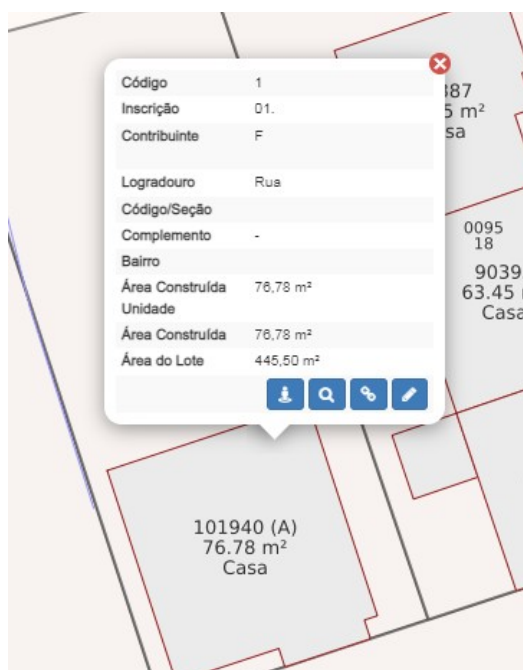 Código 1
Inscrição 01.
Contribuinte F
Logradouro Rua
Código/Seção
Complemento -
Bairro
Área Construída Unidade 76,78 m²
Área Construída 76,78 m²
Área do Lote 445,50 m²
387
5 m²
sa
0095
18
9039
63.45
Casa
101940 (A)
76.78 m²
Casa